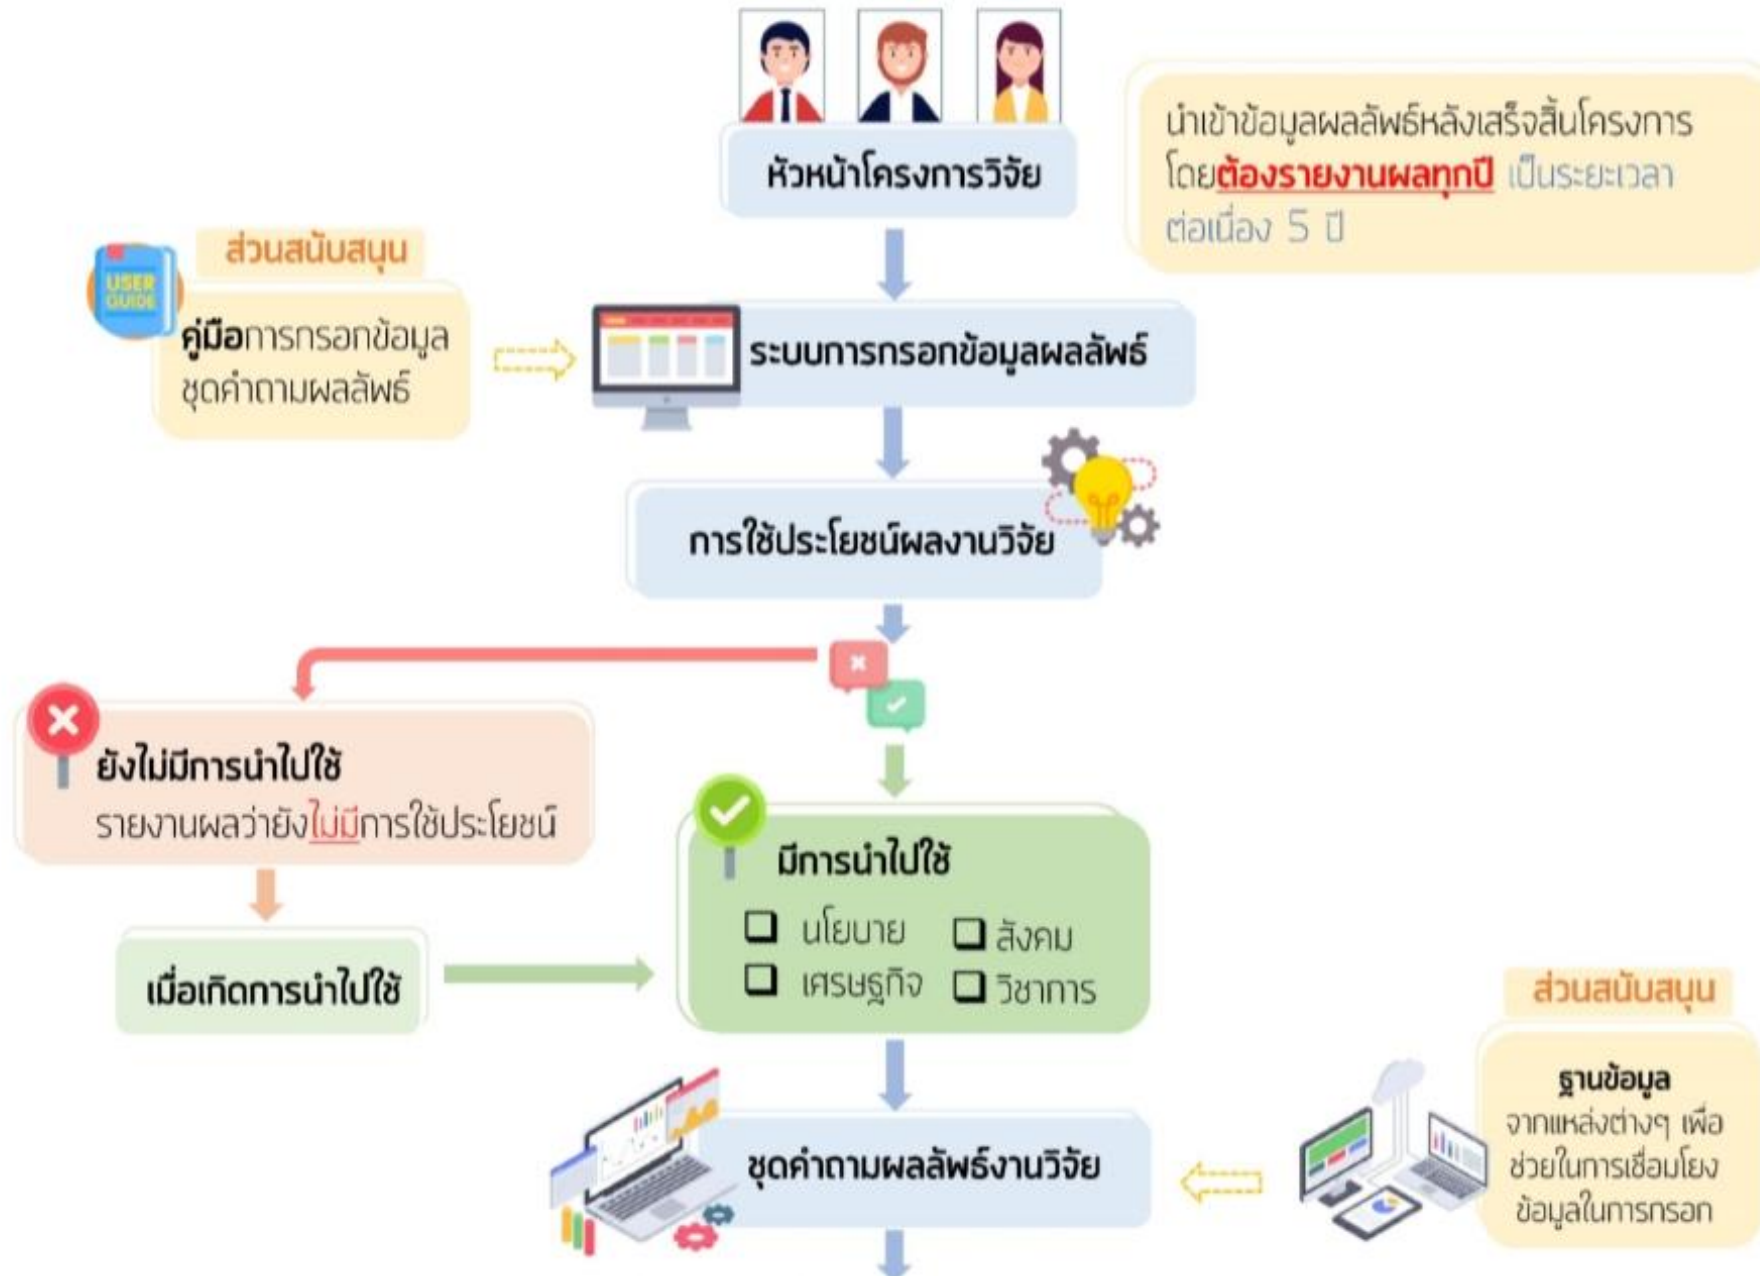 หัวหน้าโครงการวิจัย
นำเข้าข้อมูลผลลัพธ์หลังเสร็จสิ้นโครงการ
โดยต้องรายงานผลทุกปี เป็นระยะเวลา
ต่อเนื่อง 5 ปี
ส่วนสนับสนุน
USER
GUIDE
คู่มือการกรอกข้อมูล
ชุดคำถามผลลัพธ์
ระบบการกรอกข้อมูลผลลัพธ์
การใช้ประโยชน์ผลงานวิจัย
ยังไม่มีการนำไปใช้
รายงานผลว่ายังไม่มีการใช้ประโยชน์
มีการนำไปใช้
❑ นโยบาย ❑ สังคม
❑ เศรษฐกิจ ❑ วิชาการ
เมื่อเกิดการนำไปใช้
ส่วนสนับสนุน
ฐานข้อมูล
จากแหล่งต่างๆ เพื่อ
ช่วยในการเชื่อมโยง
ข้อมูลในการกรอก
ชุดคำถามผลลัพธ์งานวิจัย